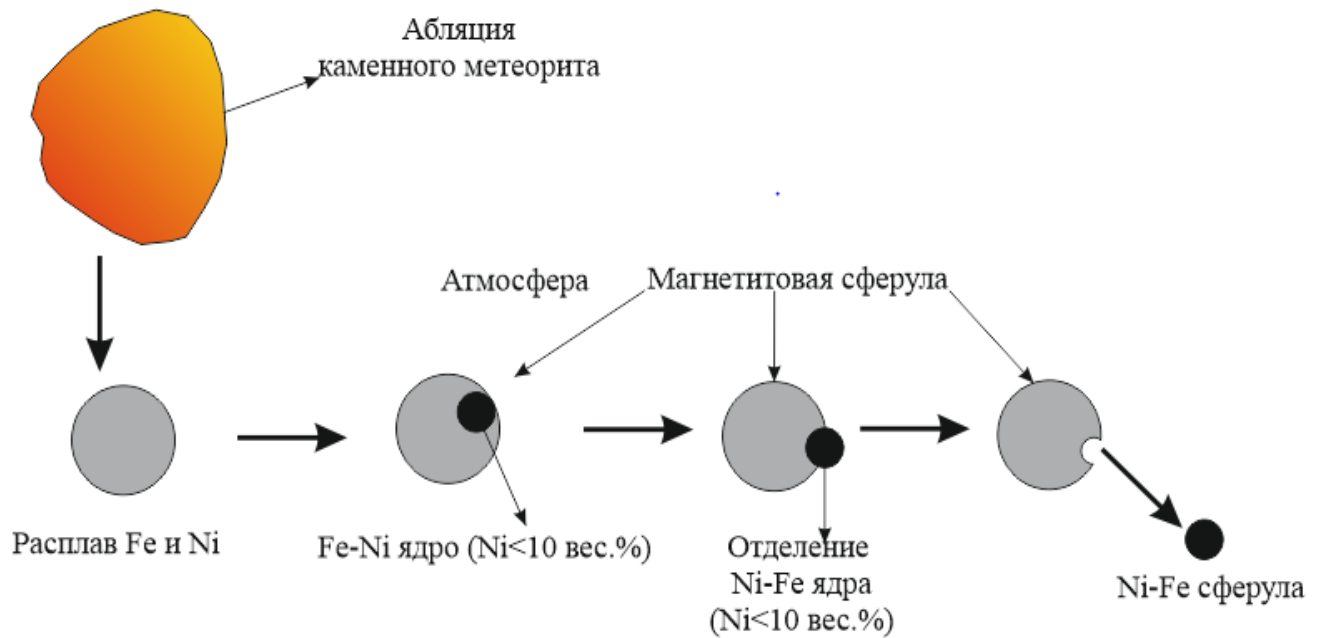 Абляция
каменного метеорита
Атмосфера
Магнетитовая сферула
Расплав Fe и Ni
Fe-Ni ядро (Ni<10 вес.%)
Отделение
Ni-Fe ядра
(Ni<10 вес.%)
Ni-Fe сферула